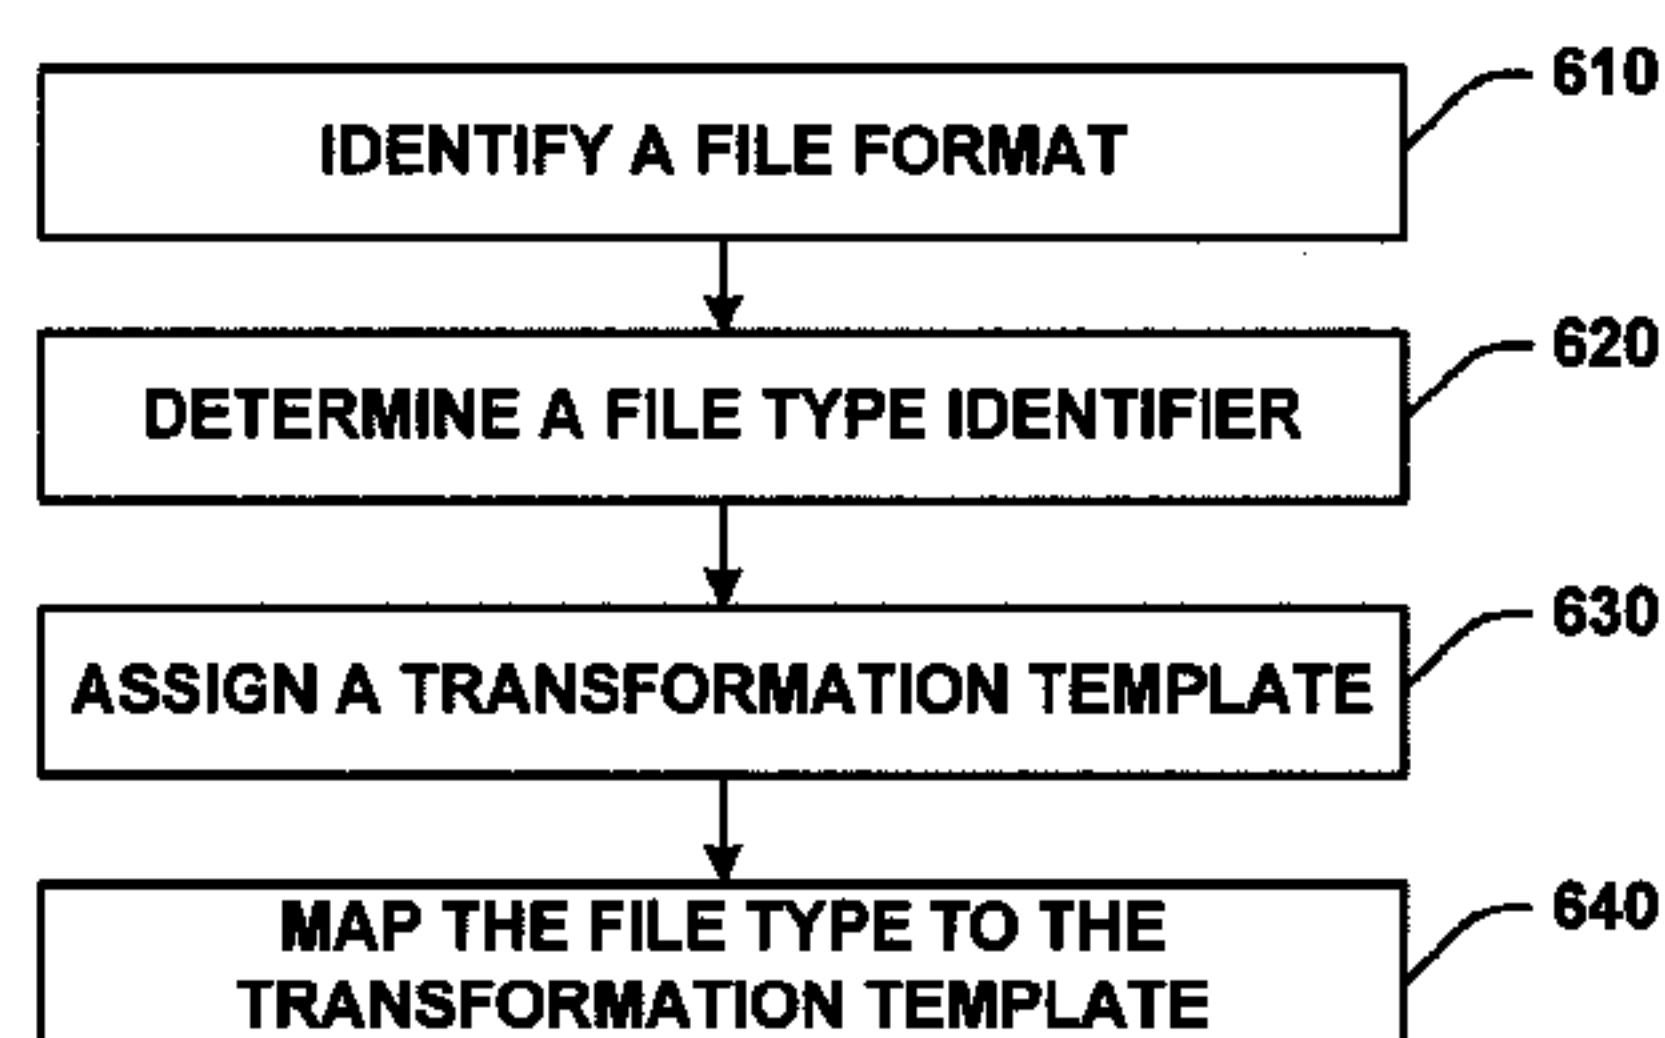 610
IDENTIFY A FILE FORMAT
620
DETERMINE A FILE TYPE IDENTIFIER
630
ASSIGN A TRANSFORMATION TEMPLATE
640
MAP THE FILE TYPE TO THE
TRANSFORMATION TEMPLATE